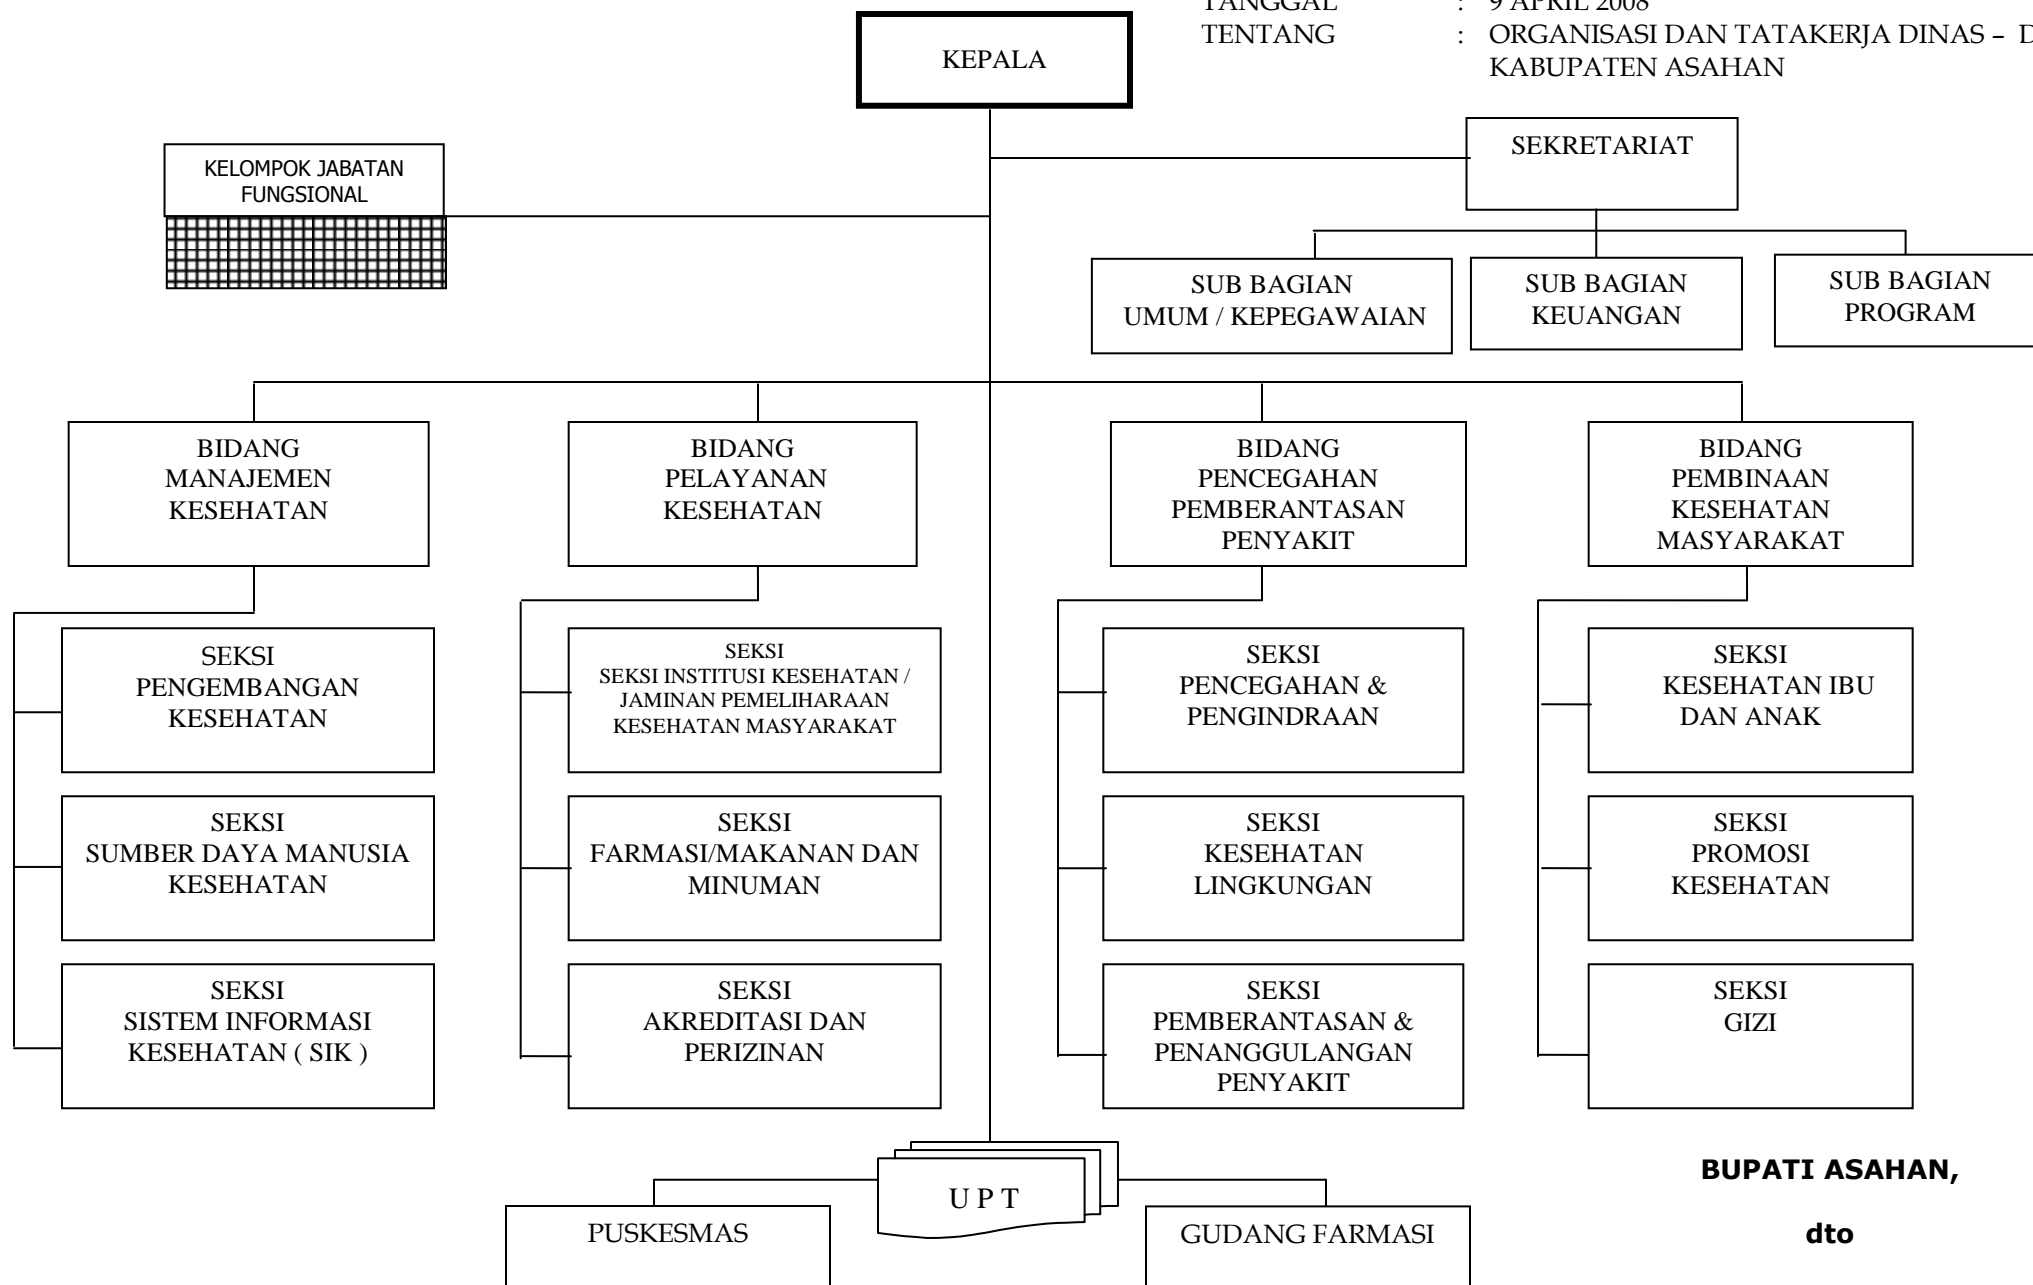 TANGGAL : 9 APRIL 2008
TENTANG : ORGANISASI DAN TATAKERJA DINAS –
KABUPATEN ASAHAN
KEPALA
SEKRETARIAT
KELOMPOK JABATAN
FUNGSIONAL
SUB BAGIAN
UMUM / KEPEGAWAIAN
SUB BAGIAN
KEUANGAN
SUB BAGIAN
PROGRAM
BIDANG
MANAJEMEN
KESEHATAN
BIDANG
PELAYANAN
KESEHATAN
BIDANG
PENCEGAHAN
PEMBERANTASAN
PENYAKIT
BIDANG
PEMBINAAN
KESEHATAN
MASYARAKAT
SEKSI
PENGEMBANGAN
KESEHATAN
SEKSI
SEKSI INSTITUSI KESEHATAN /
JAMINAN PEMELIHARAAN
KESEHATAN MASYARAKAT
SEKSI
PENCEGAHAN &
PENGINDRAAN
SEKSI
KESEHATAN IBU
DAN ANAK
SEKSI
SUMBER DAYA MANUSIA
KESEHATAN
SEKSI
FARMASI/MAKANAN DAN
MINUMAN
SEKSI
KESEHATAN
LINGKUNGAN
SEKSI
PROMOSI
KESEHATAN
SEKSI
SISTEM INFORMASI
KESEHATAN ( SIK )
SEKSI
AKREDITASI DAN
PERIZINAN
SEKSI
PEMBERANTASAN &
PENANGGULANGAN
PENYAKIT
SEKSI
GIZI
U P T
PUSKESMAS
GUDANG FARMASI
BUPATI ASAHAN,
dto